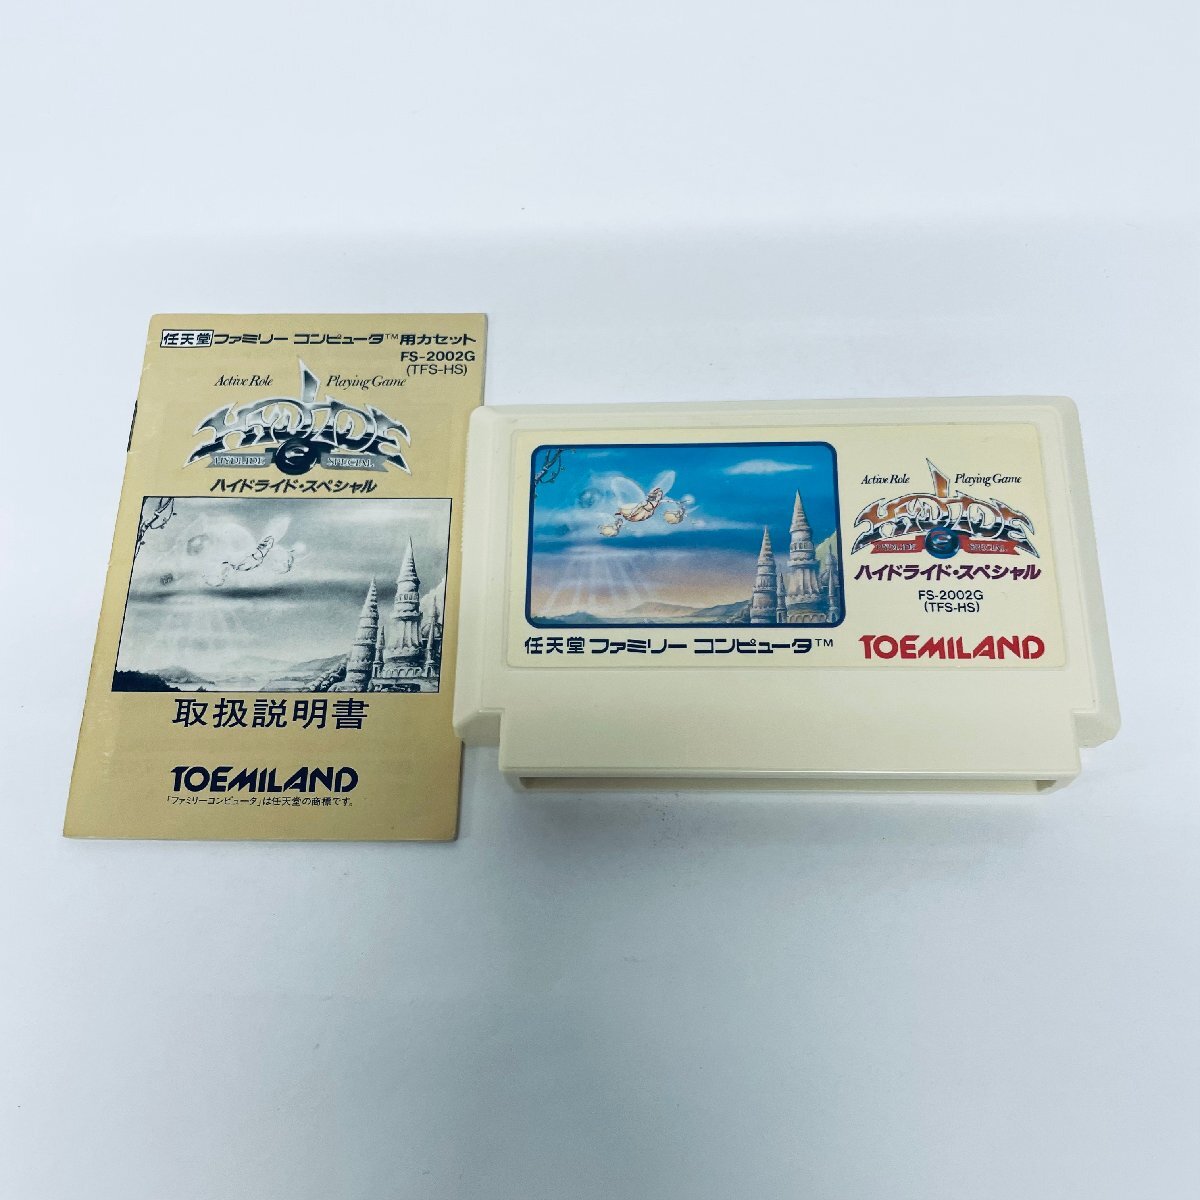 任天堂 ファミリー コンピュータ™用カセット
FS-2002G
(TFS-HS)
Active Role Playing Game
HYDLIDE
HYDLIDE SPECIAL
ハイドライド・スペシャル
取扱説明書
TOEMILAND
「ファミリーコンピュータ」は任天堂の商標です。
Active Role Playing Game
HYDLIDE
HYDLIDE SPECIAL
ハイドライド・スペシャル
FS-2002G
(TFS-HS)
任天堂 ファミリー コンピュータ™
TOEMILAND